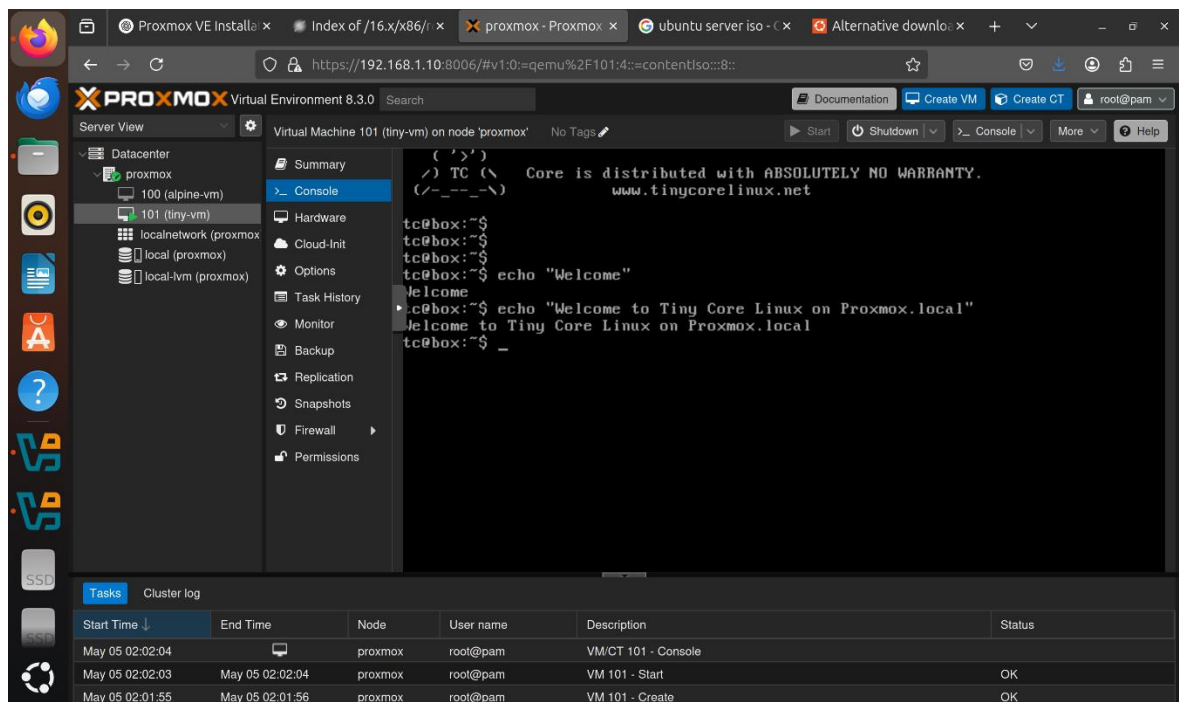 Proxmox VE Installa
Index of /16.x/x86/r
proxmox - Proxmox
ubuntu server iso - G
Alternative downloa
https://192.168.1.10:8006/#v1:0:=qemu%2F101:4::=contentIso:::8::
PROXMOX Virtual Environment 8.3.0 Search
Documentation Create VM Create CT root@pam
Server View
Virtual Machine 101 (tiny-vm) on node 'proxmox' No Tags
Start Shutdown Console More Help
Datacenter
proxmox
100 (alpine-vm)
101 (tiny-vm)
localnetwork (proxmox
local (proxmox)
local-lvm (proxmox)
Summary
>_ Console
Hardware
Cloud-Init
Options
Task History
Monitor
Backup
Replication
Snapshots
Firewall
Permissions
( '>')
/) TC (\ Core is distributed with ABSOLUTELY NO WARRANTY.
(/-_--_-\) www.tinycorelinux.net
tc@box:~$
tc@box:~$
tc@box:~$
tc@box:~$ echo "Welcome"
Welcome
tc@box:~$ echo "Welcome to Tiny Core Linux on Proxmox.local"
Welcome to Tiny Core Linux on Proxmox.local
tc@box:~$ _
SSD
SSD
Tasks Cluster log
Start Time ↓ End Time Node User name Description Status
May 05 02:02:04 proxmox root@pam VM/CT 101 - Console
May 05 02:02:03 May 05 02:02:04 proxmox root@pam VM 101 - Start OK
May 05 02:01:55 May 05 02:01:56 proxmox root@pam VM 101 - Create OK